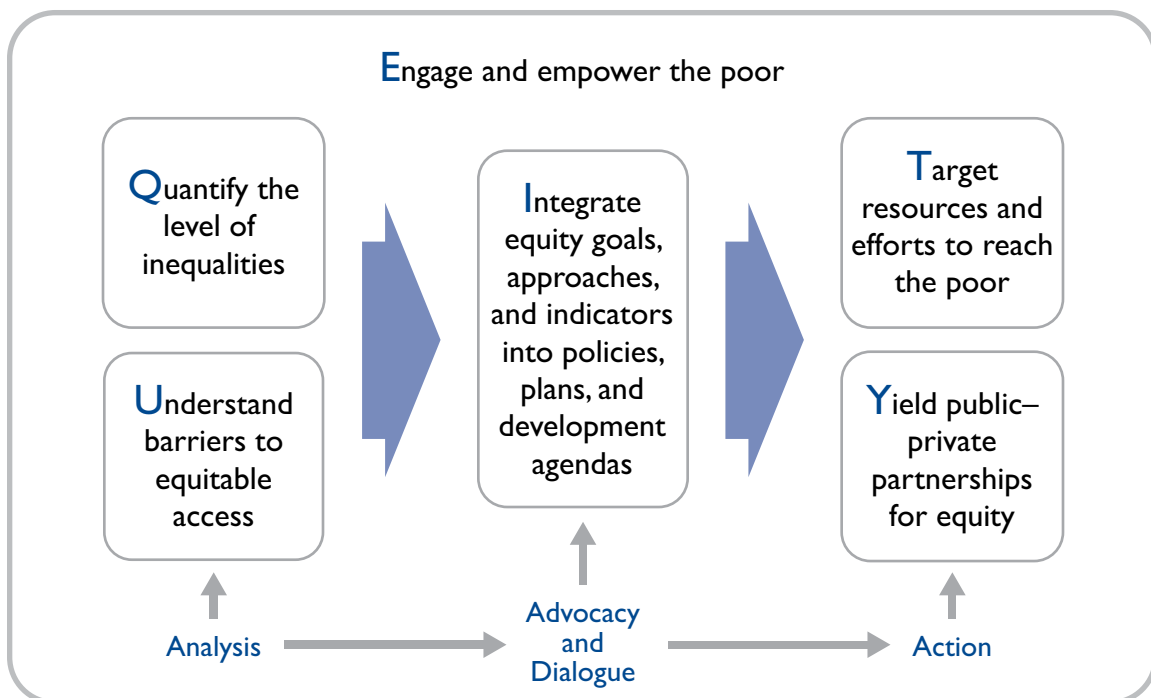 Engage and empower the poor
Quantify the
level of
inequalities
Understand
barriers to
equitable
access
Integrate
equity goals,
approaches,
and indicators
into policies,
plans, and
development
agendas
Target
resources and
efforts to reach
the poor
Yield public–
private
partnerships
for equity
Analysis
Advocacy
and
Dialogue
Action